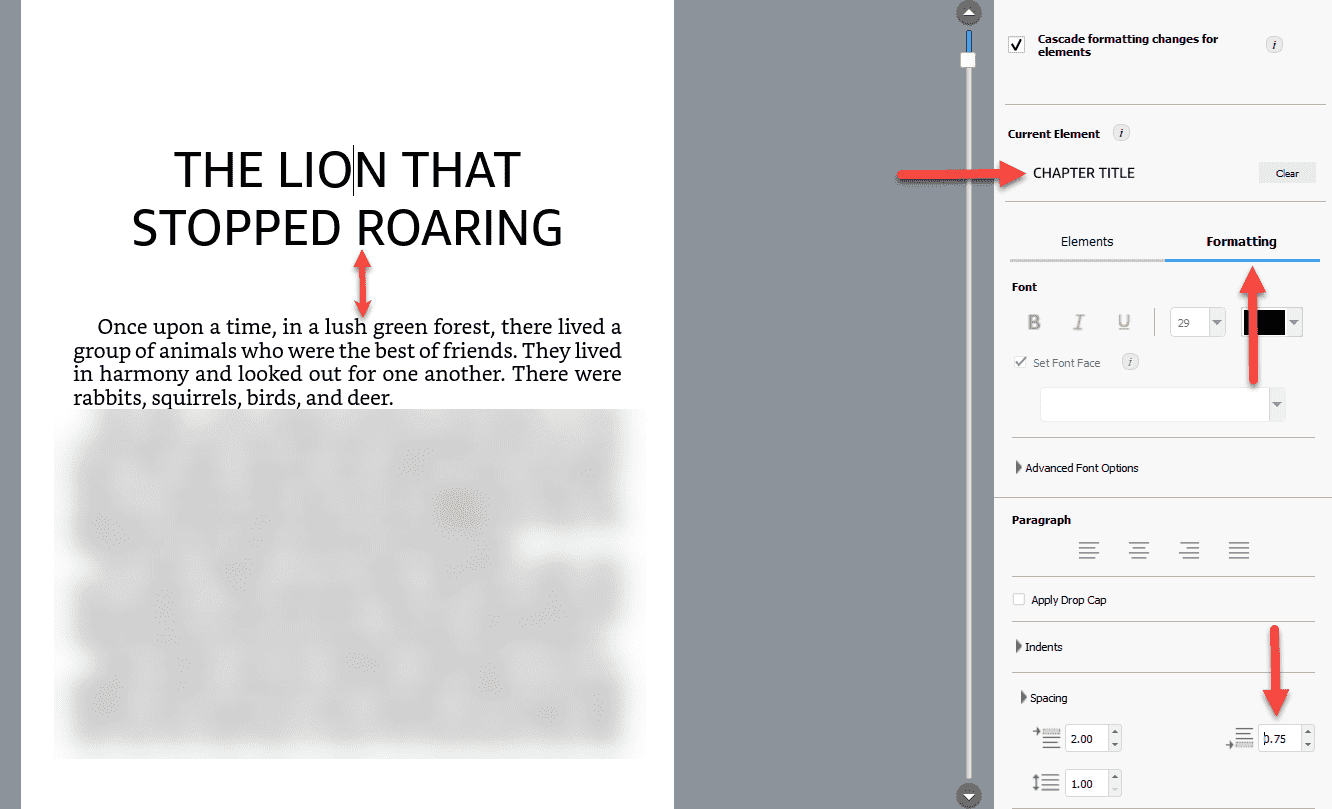 THE LION THAT
STOPPED ROARING
Once upon a time, in a lush green forest, there lived a
group of animals who were the best of friends. They lived
in harmony and looked out for one another. There were
rabbits, squirrels, birds, and deer.
Cascade formatting changes for
elements
i
Current Element i
CHAPTER TITLE Clear
Elements Formatting
Font
B I U 29
Set Font Face i
Advanced Font Options
Paragraph
Apply Drop Cap
Indents
Spacing
2.00 0.75
1.00